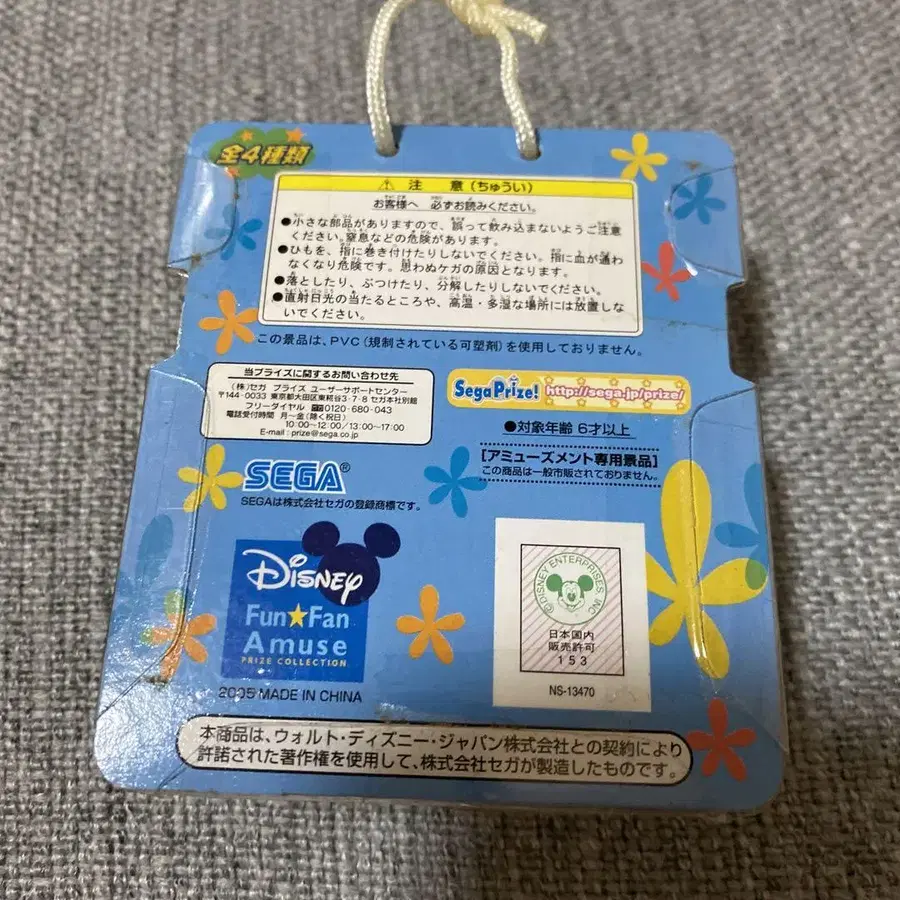 全4種類
⚠ 注 意(ちゅうい)
お客様へ 必ずお読みください。
●小さな部品がありますので、誤って飲み込まないようご注意
ください。窒息などの危険があります。
●ひもを、指に巻き付けたりしないでください。指に血が通わ
なくなり危険です。思わぬケガの原因となります。
●落としたり、ぶつけたり、分解したりしないでください。
●直射日光の当たるところや、高温・多湿な場所には放置しな
いでください。
この景品は、PVC(規制されている可塑剤)を使用しておりません。
当プライズに関するお問い合わせ先
(株)セガ プライズ ユーザーサポートセンター
〒144-0033 東京都大田区東糀谷3-7-8 セガ本社別館
フリーダイヤル 0120-680-043
電話受付時間 月〜金(除く祝日)
10:00〜12:00/13:00〜17:00
E-mail:prize@sega.co.jp
SegaPrize! http://sega.jp/prize/
●対象年齢 6才以上
[アミューズメント専用景品]
この商品は一般市販されておりません。
SEGA®
SEGAは株式会社セガの登録商標です。
DISNEY
Fun★Fan
Amuse
PRIZE COLLECTION
2005 MADE IN CHINA
©DISNEY ENTERPRISES, INC
日本国内
販売許可
153
NS-13470
本商品は、ウォルト・ディズニー・ジャパン株式会社との契約により
許諾された著作権を使用して、株式会社セガが製造したものです。